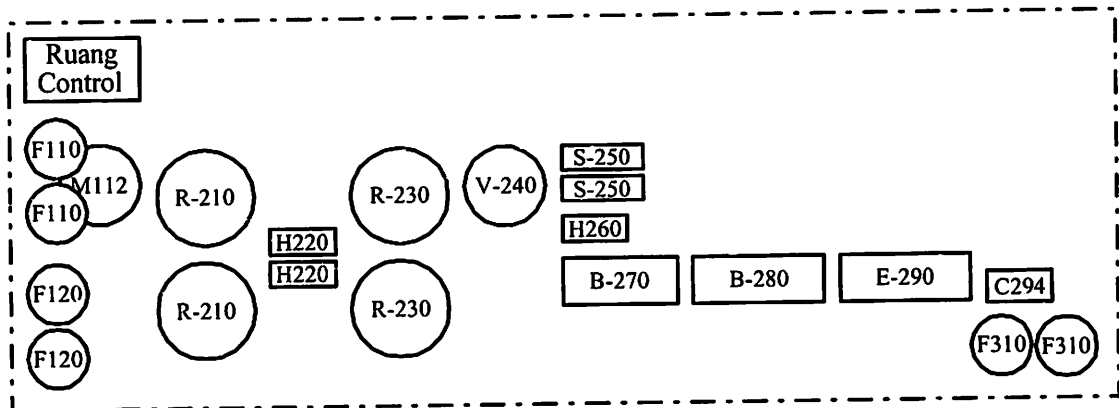 Ruang
Control
F110
M112
F110
F120
F120
R-210
R-210
H220
H220
R-230
R-230
V-240
S-250
S-250
H260
B-270
B-280
E-290
C294
F310
F310